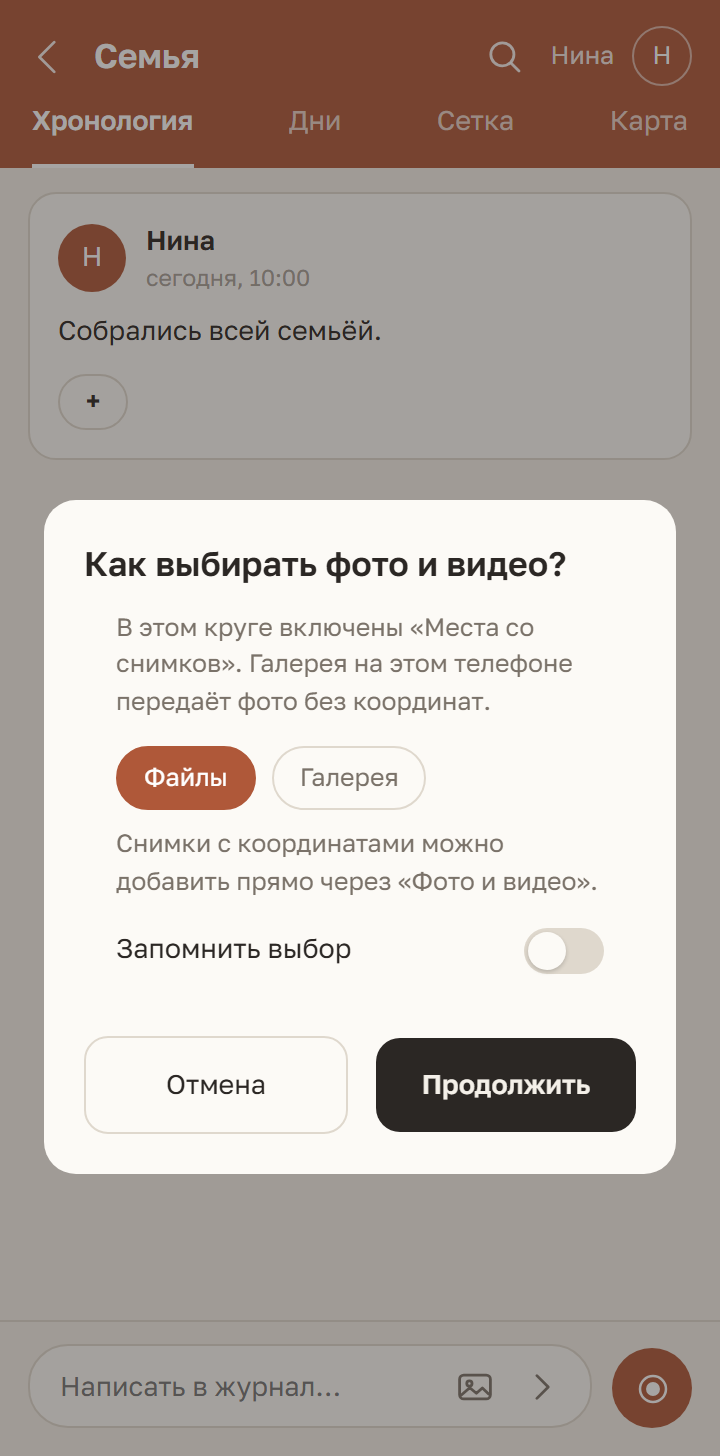 Семья
Нина
Н
Хронология
Дни
Сетка
Карта
Н
Нина
сегодня, 10:00
Собрались всей семьёй.
+
Как выбирать фото и видео?
В этом круге включены «Места со
снимков». Галерея на этом телефоне
передаёт фото без координат.
Файлы
Галерея
Снимки с координатами можно
добавить прямо через «Фото и видео».
Запомнить выбор
Отмена
Продолжить
Написать в журнал...